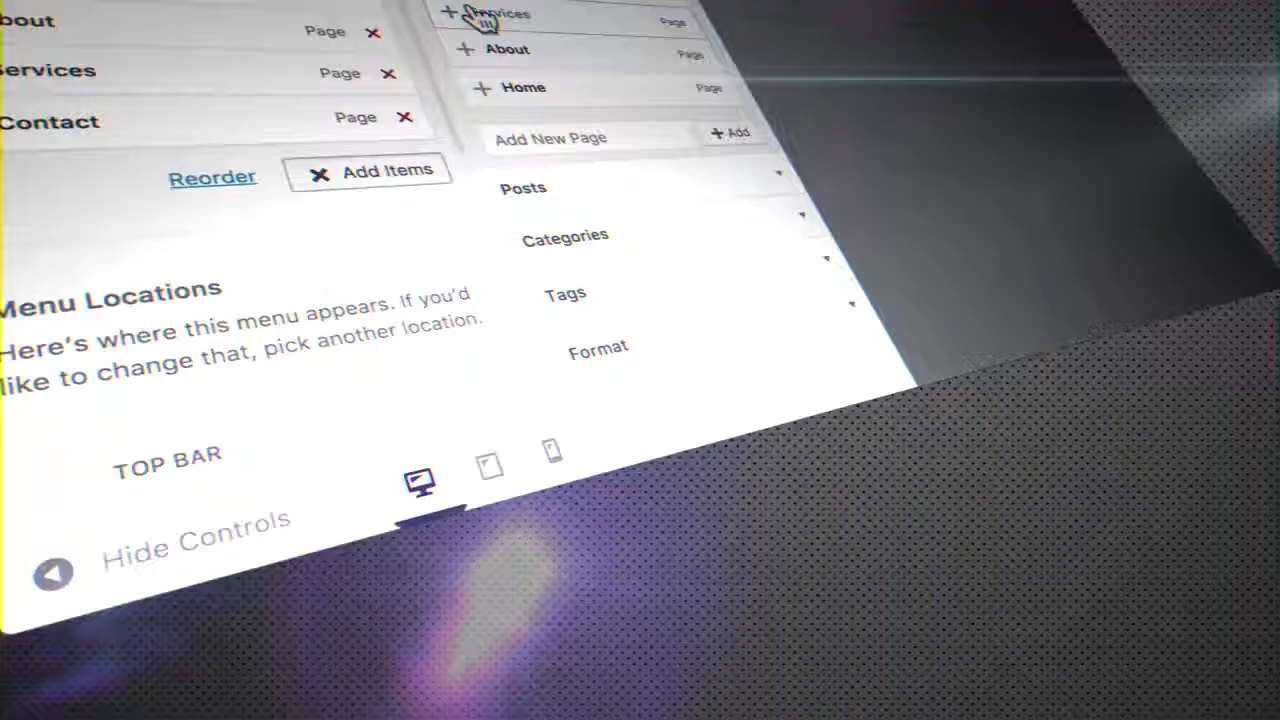 bout Page
ervices Page
Contact Page
Reorder Add Items
Menu Locations
Here's where this menu appears. If you'd
like to change that, pick another location.
TOP BAR
Hide Controls
Services Page
About Page
Home Page
Add New Page Add
Posts
Categories
Tags
Format